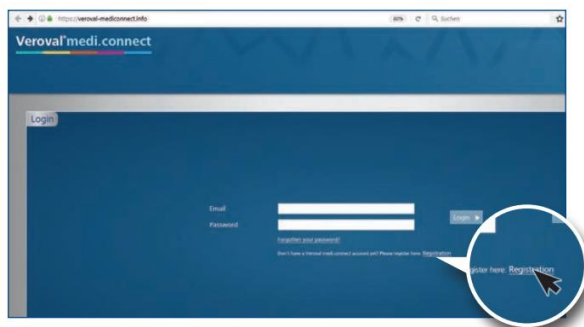 https://veroval-mediconnect.info
80%
Suchen
Veroval®medi.connect
Login
Email
Password
Login
Forgotten your password?
Don't have a Veroval medi.connect account yet? Please register here: Registration
gister here: Registration